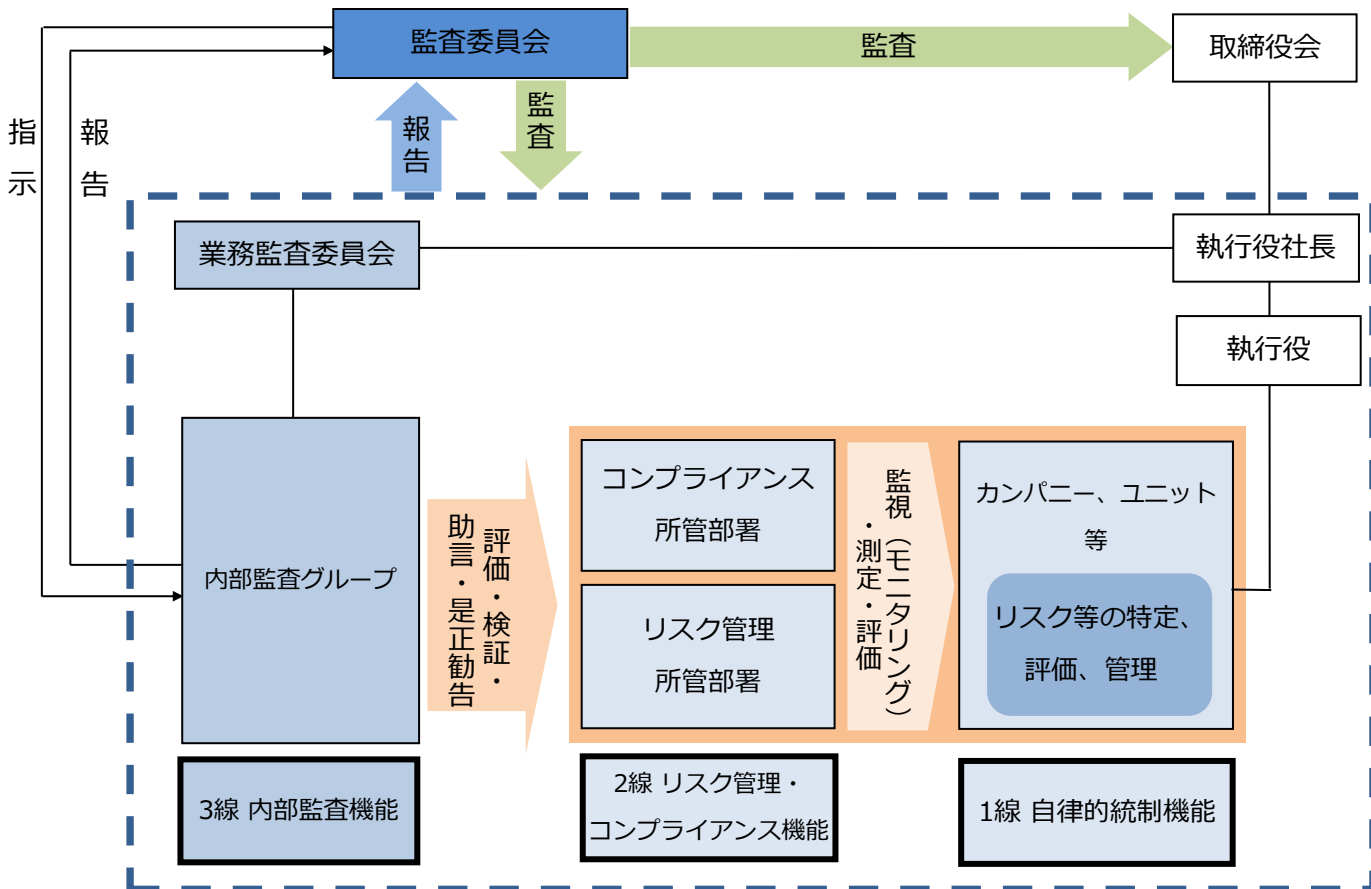 監査委員会
監査
取締役会
指示
報告
報告
監査
業務監査委員会
執行役社長
執行役
内部監査グループ
評価・検証・
助言・是正勧告
コンプライアンス
所管部署
リスク管理
所管部署
監視（モニタリング）
・測定・評価
カンパニー、ユニット
等
リスク等の特定、
評価、管理
3線 内部監査機能
2線 リスク管理・
コンプライアンス機能
1線 自律的統制機能